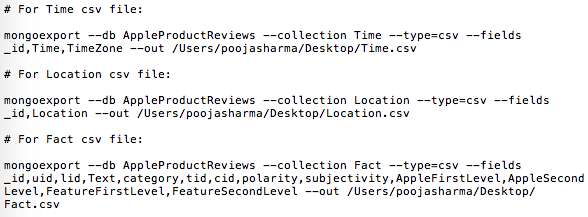 # For Time csv file:
mongoexport --db AppleProductReviews --collection Time --type=csv --fields
_id,Time,TimeZone --out /Users/poojasharma/Desktop/Time.csv
# For Location csv file:
mongoexport --db AppleProductReviews --collection Location --type=csv --fields
_id,Location --out /Users/poojasharma/Desktop/Location.csv
# For Fact csv file:
mongoexport --db AppleProductReviews --collection Fact --type=csv --fields
_id,uid,lid,Text,category,tid,cid,polarity,subjectivity,AppleFirstLevel,AppleSecond
Level,FeatureFirstLevel,FeatureSecondLevel --out /Users/poojasharma/Desktop/
Fact.csv